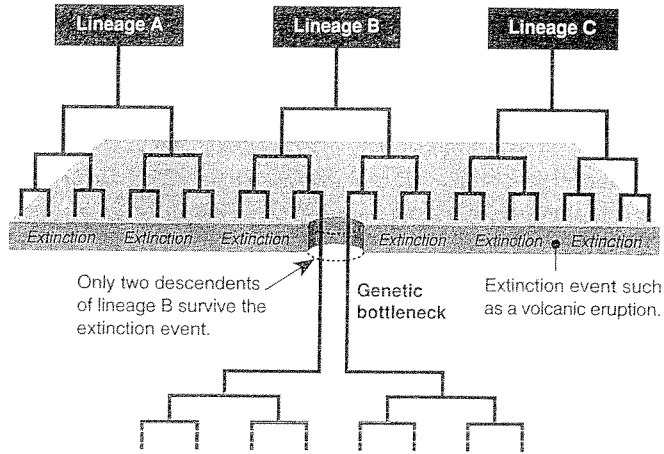 Lineage A
Lineage B
Lineage C
Extinction
Extinction
Extinction
Extinction
Extinction
Extinction
Only two descendents
of lineage B survive the
extinction event.
Genetic
bottleneck
Extinction event such
as a volcanic eruption.